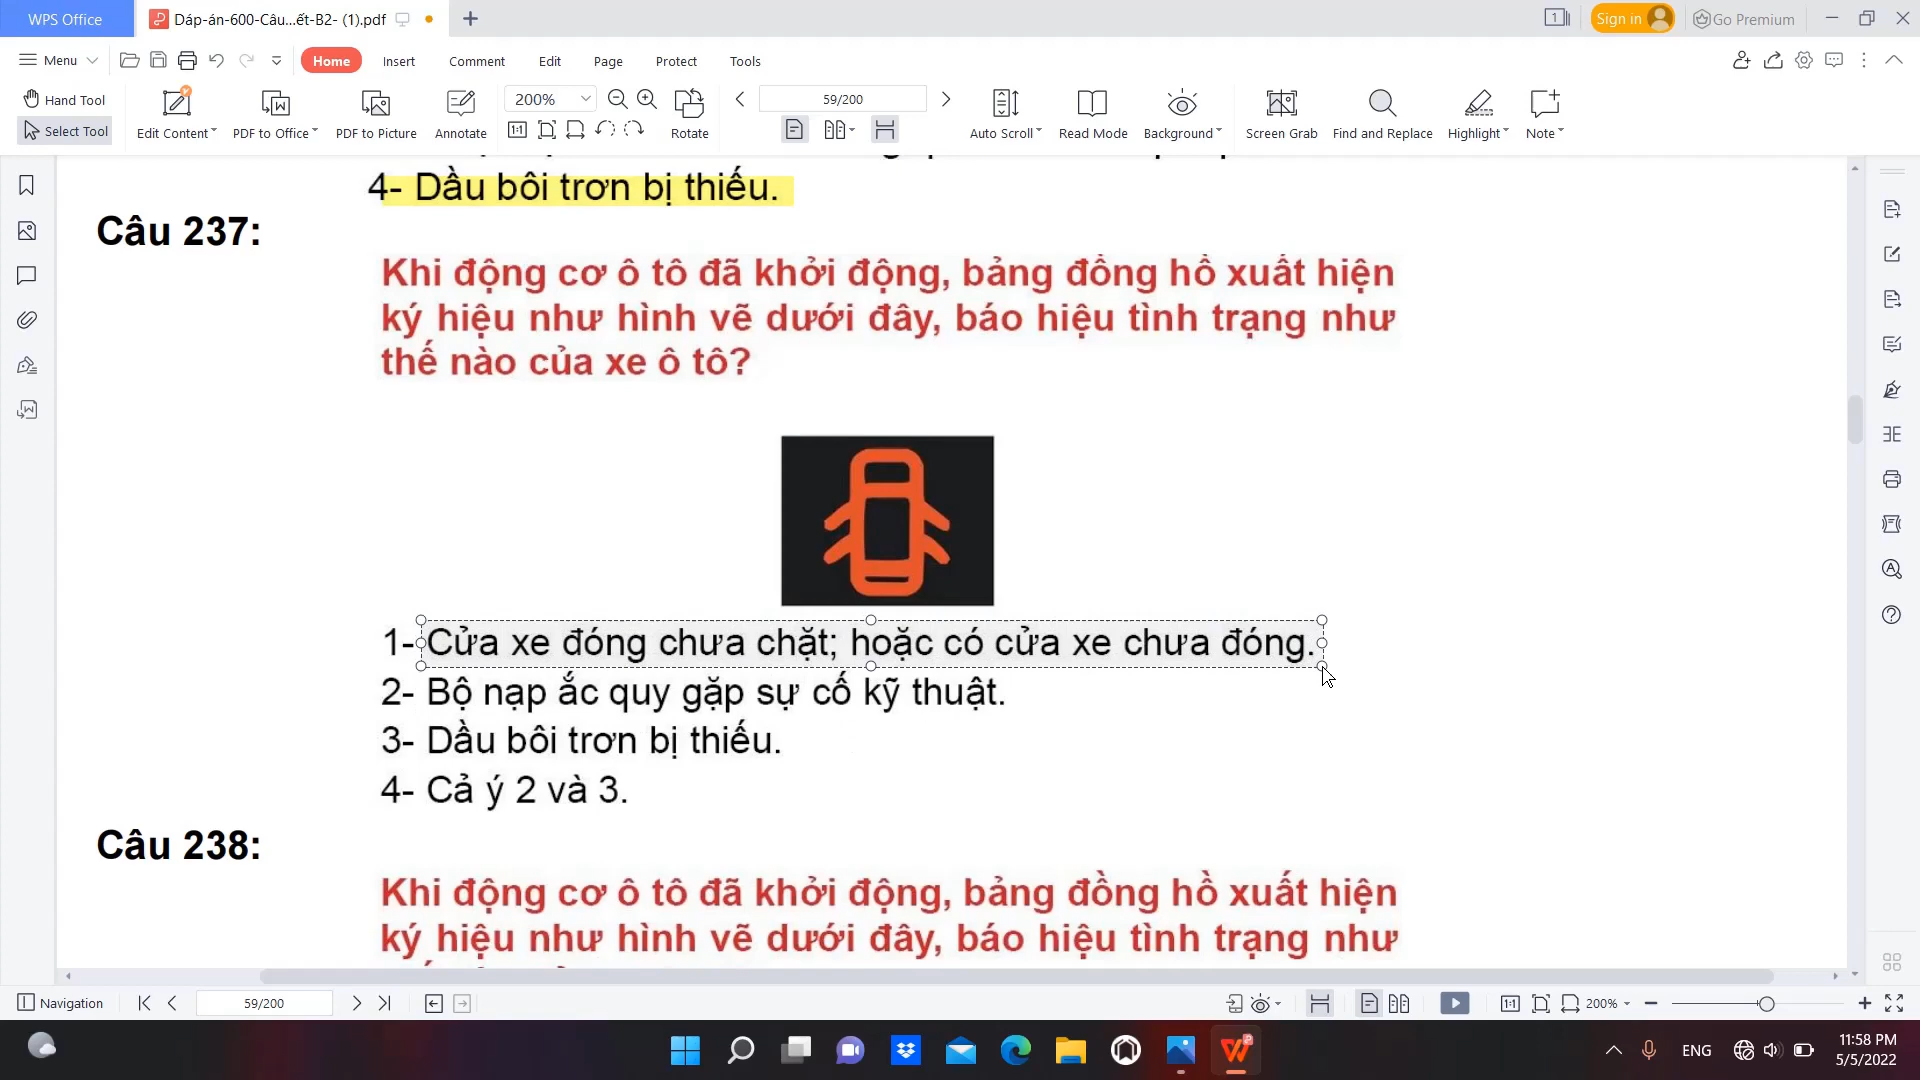 WPS Office
Dáp-án-600-Câu...ết-B2- (1).pdf
1
Sign in
Go Premium
Menu
Home
Insert
Comment
Edit
Page
Protect
Tools
Hand Tool
Select Tool
Edit Content
PDF to Office
PDF to Picture
Annotate
200%
1:1
Rotate
59/200
Auto Scroll
Read Mode
Background
Screen Grab
Find and Replace
Highlight
Note
4- Dầu bôi trơn bị thiếu.
Câu 237:
Khi động cơ ô tô đã khởi động, bảng đồng hồ xuất hiện
ký hiệu như hình vẽ dưới đây, báo hiệu tình trạng như
thế nào của xe ô tô?
1- Cửa xe đóng chưa chặt; hoặc có cửa xe chưa đóng.
2- Bộ nạp ắc quy gặp sự cố kỹ thuật.
3- Dầu bôi trơn bị thiếu.
4- Cả ý 2 và 3.
Câu 238:
Khi động cơ ô tô đã khởi động, bảng đồng hồ xuất hiện
ký hiệu như hình vẽ dưới đây, báo hiệu tình trạng như
Navigation
59/200
1:1
200%
ENG
11:58 PM
5/5/2022